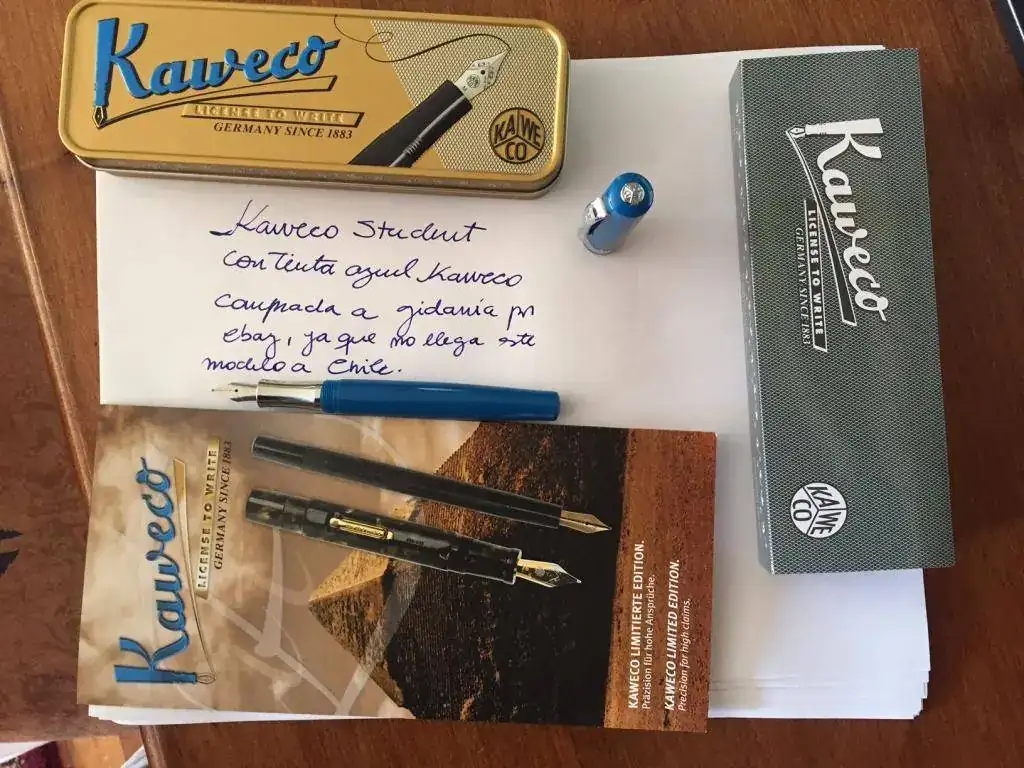 Kaweco
LICENSE TO WRITE
GERMANY SINCE 1883
KA WE
CO
Kaweco Student
con Tinta azul Kaweco
comprada a gidanía pr
ebay, ya que no llega este
modelo a Chile.
Kaweco
LICENSE TO WRITE
GERMANY SINCE 1883
KA WE
CO
Kaweco
LICENSE TO WRITE
GERMANY SINCE 1883
KAWECO LIMITIERTE EDITION.
Präzision für hohe Ansprüche.
KAWECO LIMITED EDITION.
Precision for high claims.